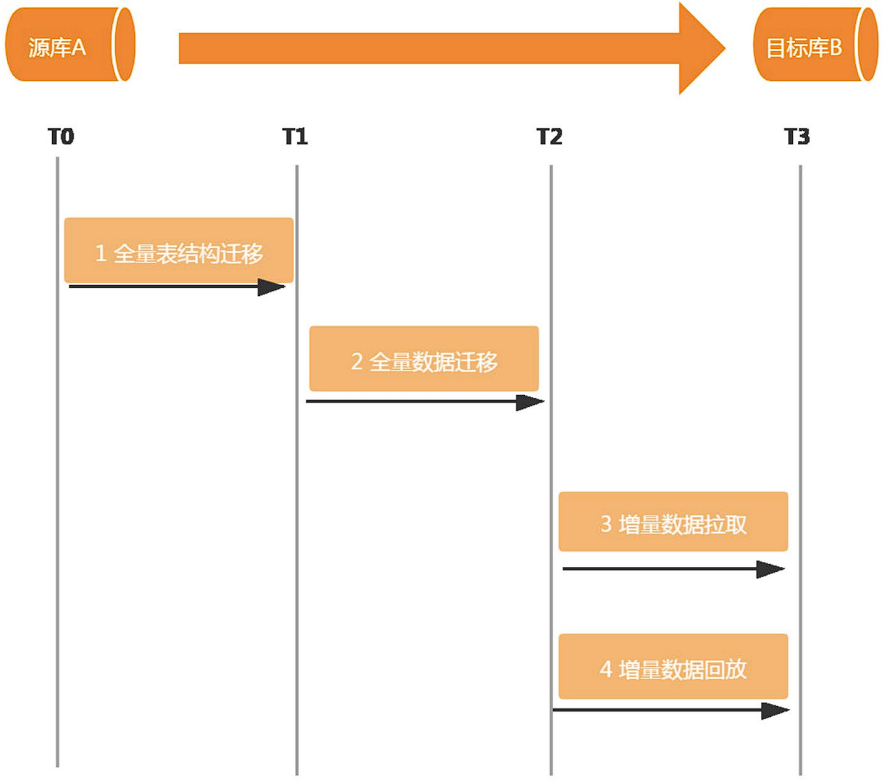 源库A
目标库B
T0
T1
T2
T3
1 全量表结构迁移
2 全量数据迁移
3 增量数据拉取
4 增量数据回放